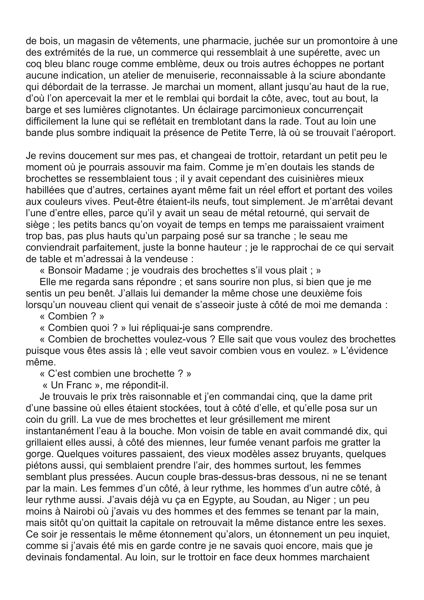 de bois, un magasin de vêtements, une pharmacie, juchée sur un promontoire à une
des extrémités de la rue, un commerce qui ressemblait à une supérette, avec un
coq bleu blanc rouge comme emblème, deux ou trois autres échoppes ne portant
aucune indication, un atelier de menuiserie, reconnaissable à la sciure abondante
qui débordait de la terrasse. Je marchai un moment, allant jusqu'au haut de la rue,
d'où l'on apercevait la mer et le remblai qui bordait la côte, avec, tout au bout, la
barge et ses lumières clignotantes. Un éclairage parcimonieux concurrençait
difficilement la lune qui se reflétait en tremblotant dans la rade. Tout au loin une
bande plus sombre indiquait la présence de Petite Terre, là où se trouvait l'aéroport.
Je revins doucement sur mes pas, et changeai de trottoir, retardant un petit peu le
moment où je pourrais assouvir ma faim. Comme je m'en doutais les stands de
brochettes se ressemblaient tous ; il y avait cependant des cuisinières mieux
habillées que d'autres, certaines ayant même fait un réel effort et portant des voiles
aux couleurs vives. Peut-être étaient-ils neufs, tout simplement. Je m'arrêtai devant
l'une d'entre elles, parce qu'il y avait un seau de métal retourné, qui servait de
siège ; les petits bancs qu'on voyait de temps en temps me paraissaient vraiment
trop bas, pas plus hauts qu'un parpaing posé sur sa tranche ; le seau me
conviendrait parfaitement, juste la bonne hauteur ; je le rapprochai de ce qui servait
de table et m'adressai à la vendeuse :
« Bonsoir Madame ; je voudrais des brochettes s'il vous plait ; »
Elle me regarda sans répondre ; et sans sourire non plus, si bien que je me
sentis un peu benêt. J'allais lui demander la même chose une deuxième fois
lorsqu'un nouveau client qui venait de s'asseoir juste à côté de moi me demanda :
« Combien ? »
« Combien quoi ? » lui répliquai-je sans comprendre.
« Combien de brochettes voulez-vous ? Elle sait que vous voulez des brochettes
puisque vous êtes assis là ; elle veut savoir combien vous en voulez. » L'évidence
même.
« C'est combien une brochette ? »
« Un Franc », me répondit-il.
Je trouvais le prix très raisonnable et j'en commandai cinq, que la dame prit
d'une bassine où elles étaient stockées, tout à côté d'elle, et qu'elle posa sur un
coin du grill. La vue de mes brochettes et leur grésillement me mirent
instantanément l'eau à la bouche. Mon voisin de table en avait commandé dix, qui
grillaient elles aussi, à côté des miennes, leur fumée venant parfois me gratter la
gorge. Quelques voitures passaient, des vieux modèles assez bruyants, quelques
piétons aussi, qui semblaient prendre l'air, des hommes surtout, les femmes
semblant plus pressées. Aucun couple bras-dessus-bras dessous, ni ne se tenant
par la main. Les femmes d'un côté, à leur rythme, les hommes d'un autre côté, à
leur rythme aussi. J'avais déjà vu ça en Egypte, au Soudan, au Niger ; un peu
moins à Nairobi où j'avais vu des hommes et des femmes se tenant par la main,
mais sitôt qu'on quittait la capitale on retrouvait la même distance entre les sexes.
Ce soir je ressentais le même étonnement qu'alors, un étonnement un peu inquiet,
comme si j'avais été mis en garde contre je ne savais quoi encore, mais que je
devinais fondamental. Au loin, sur le trottoir en face deux hommes marchaient